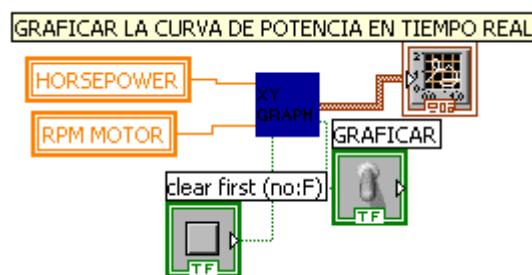 GRAFICAR LA CURVA DE POTENCIA EN TIEMPO REAL
HORSEPOWER
XY
GRAPH
RPM MOTOR
GRAFICAR
clear first (no:F)
TF
TF